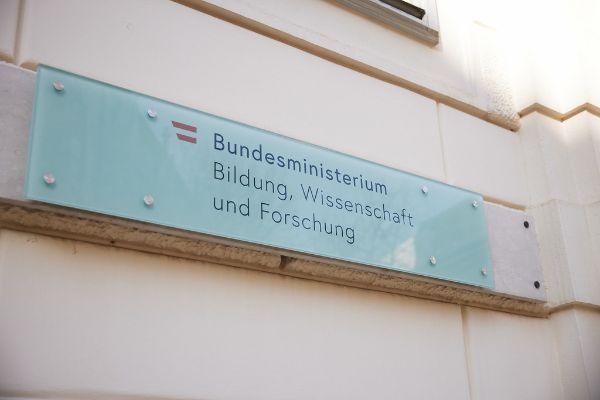 Bundesministerium
Bildung, Wissenschaft
und Forschung